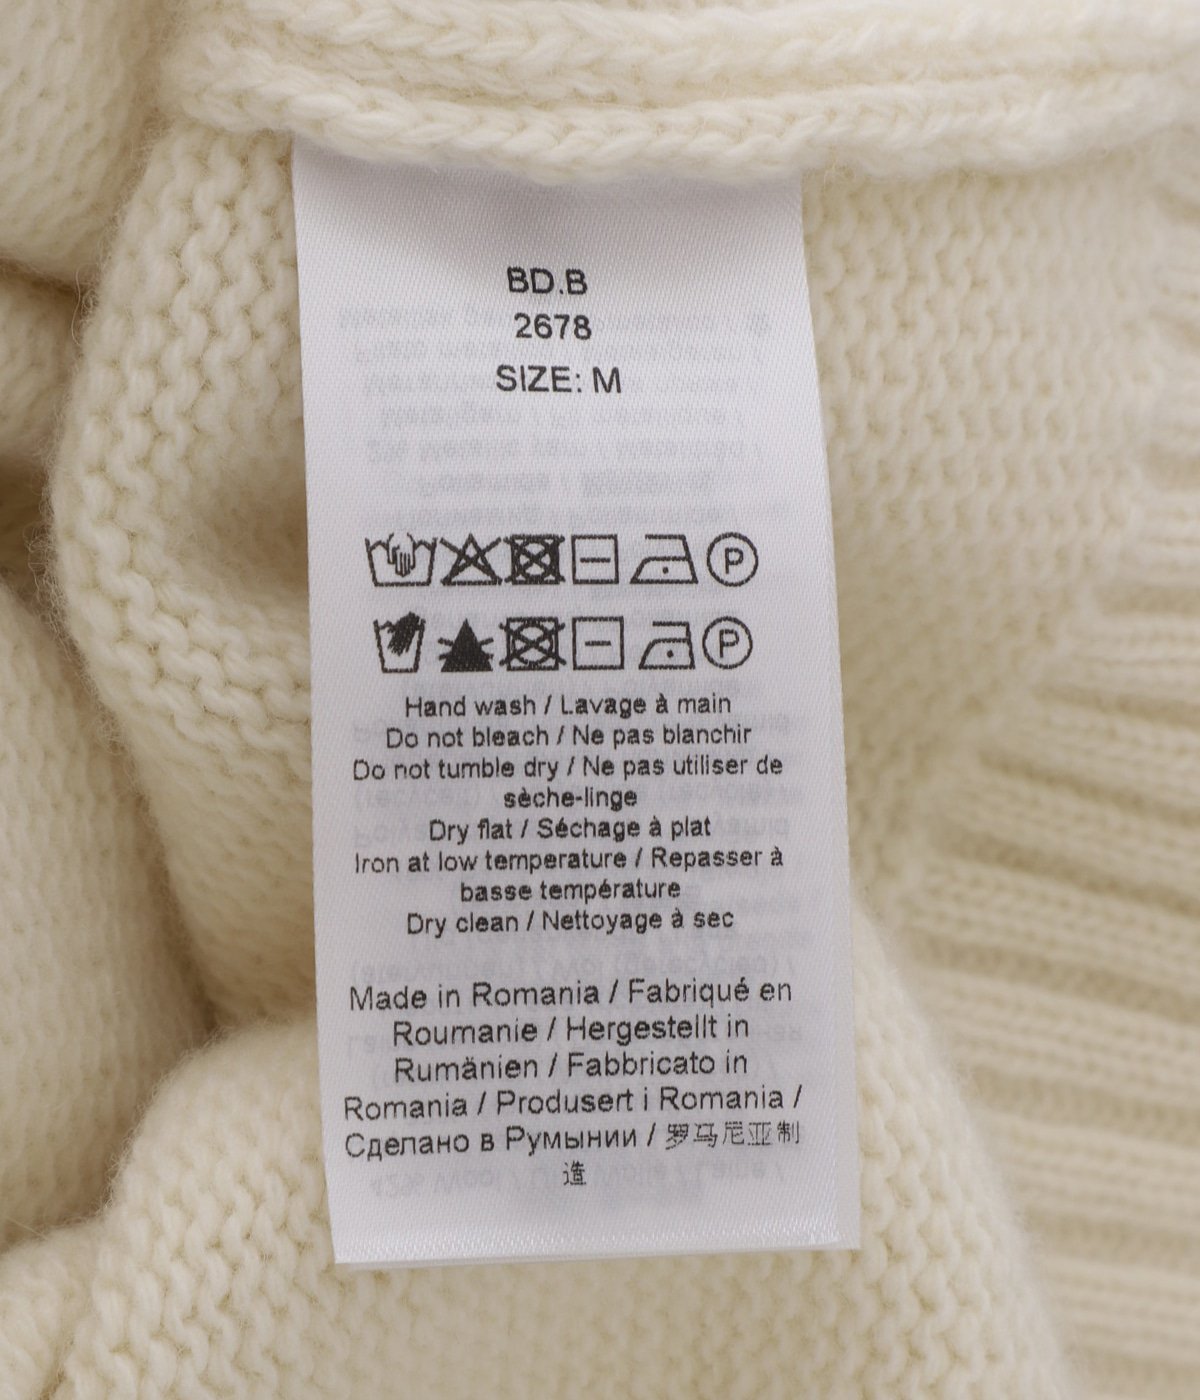 BD.B
2678
SIZE: M
P
P
Hand wash / Lavage à main
Do not bleach / Ne pas blanchir
Do not tumble dry / Ne pas utiliser de
sèche-linge
Dry flat / Séchage à plat
Iron at low temperature / Repasser à
basse température
Dry clean / Nettoyage à sec
Made in Romania / Fabriqué en
Roumanie / Hergestellt in
Rumänien / Fabbricato in
Romania / Produsert i Romania /
Сделано в Румынии / 罗马尼亚制
造